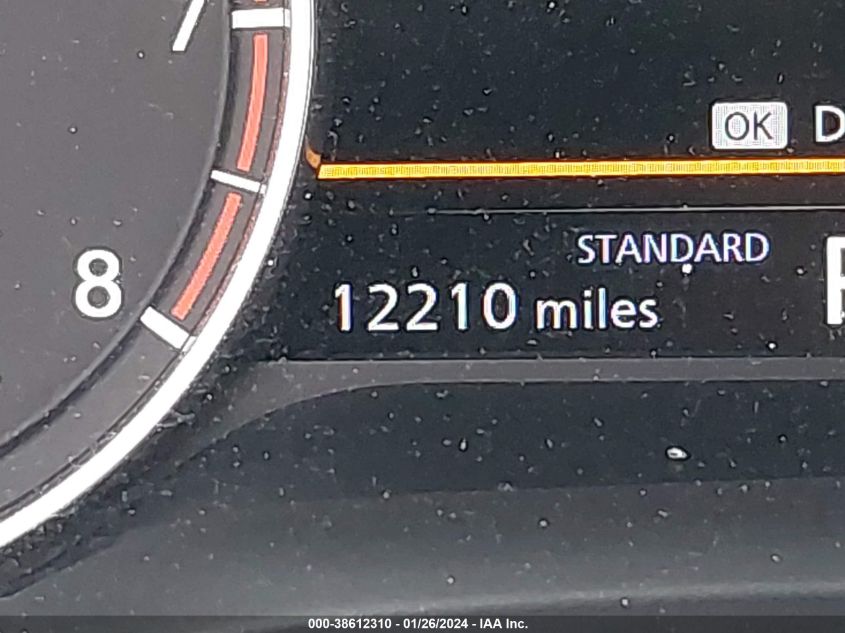 OK D
STANDARD
8
12210 miles
000-38612310 - 01/26/2024 - IAA Inc.